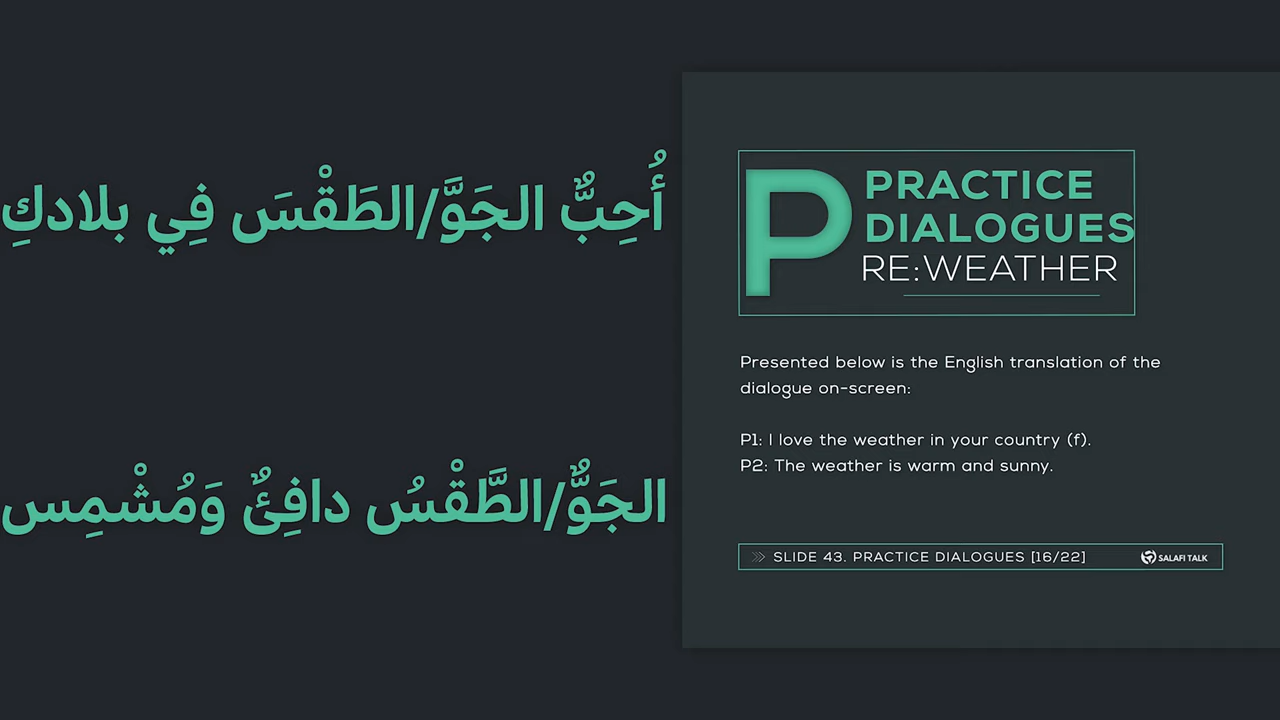 أُحِبٌّ الجَوَّ/الطَقْسَ فِي بلادكِ
الجَوٌّ/الطَّقْسُ دافِئٌ وَمُشْمِس
P PRACTICE
DIALOGUES
RE:WEATHER
Presented below is the English translation of the
dialogue on-screen:
P1: I love the weather in your country (f).
P2: The weather is warm and sunny.
SLIDE 43. PRACTICE DIALOGUES [16/22] SALAFI TALK